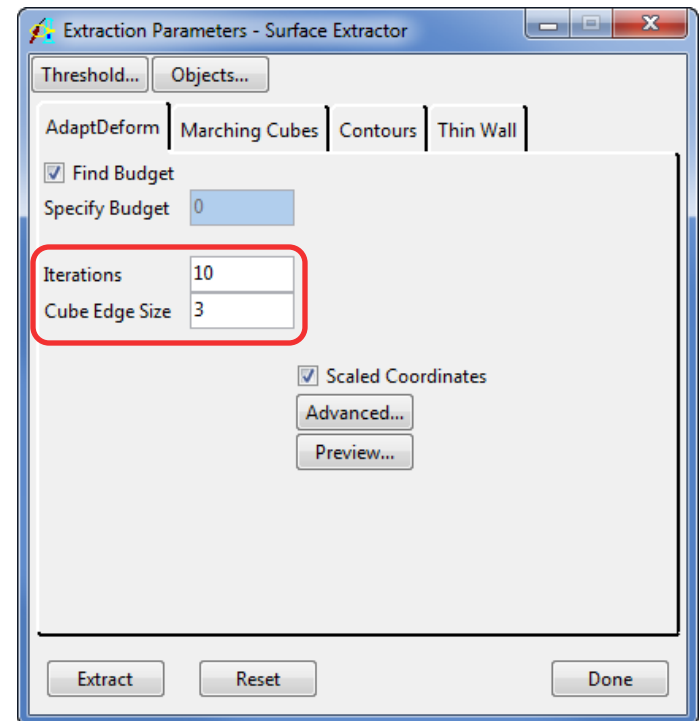 Extraction Parameters - Surface Extractor
Threshold... Objects...
AdaptDeform Marching Cubes Contours Thin Wall
Find Budget
Specify Budget 0
Iterations 10
Cube Edge Size 3
Scaled Coordinates
Advanced...
Preview...
Extract Reset Done